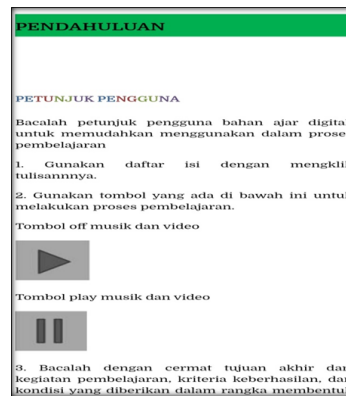 PENDAHULUAN
PETUNJUK PENGGUNA
Bacalah petunjuk pengguna bahan ajar digita
untuk memudahkan menggunakan dalam prose
pembelajaran
1. Gunakan daftar isi dengan mengkli
tulisannnya.
2. Gunakan tombol yang ada di bawah ini untu
melakukan proses pembelajaran.
Tombol off musik dan video
Tombol play musik dan video
3. Bacalah dengan cermat tujuan akhir dar
kegiatan pembelajaran, kriteria keberhasilan, da
kondisi yang diberikan dalam rangka membentu